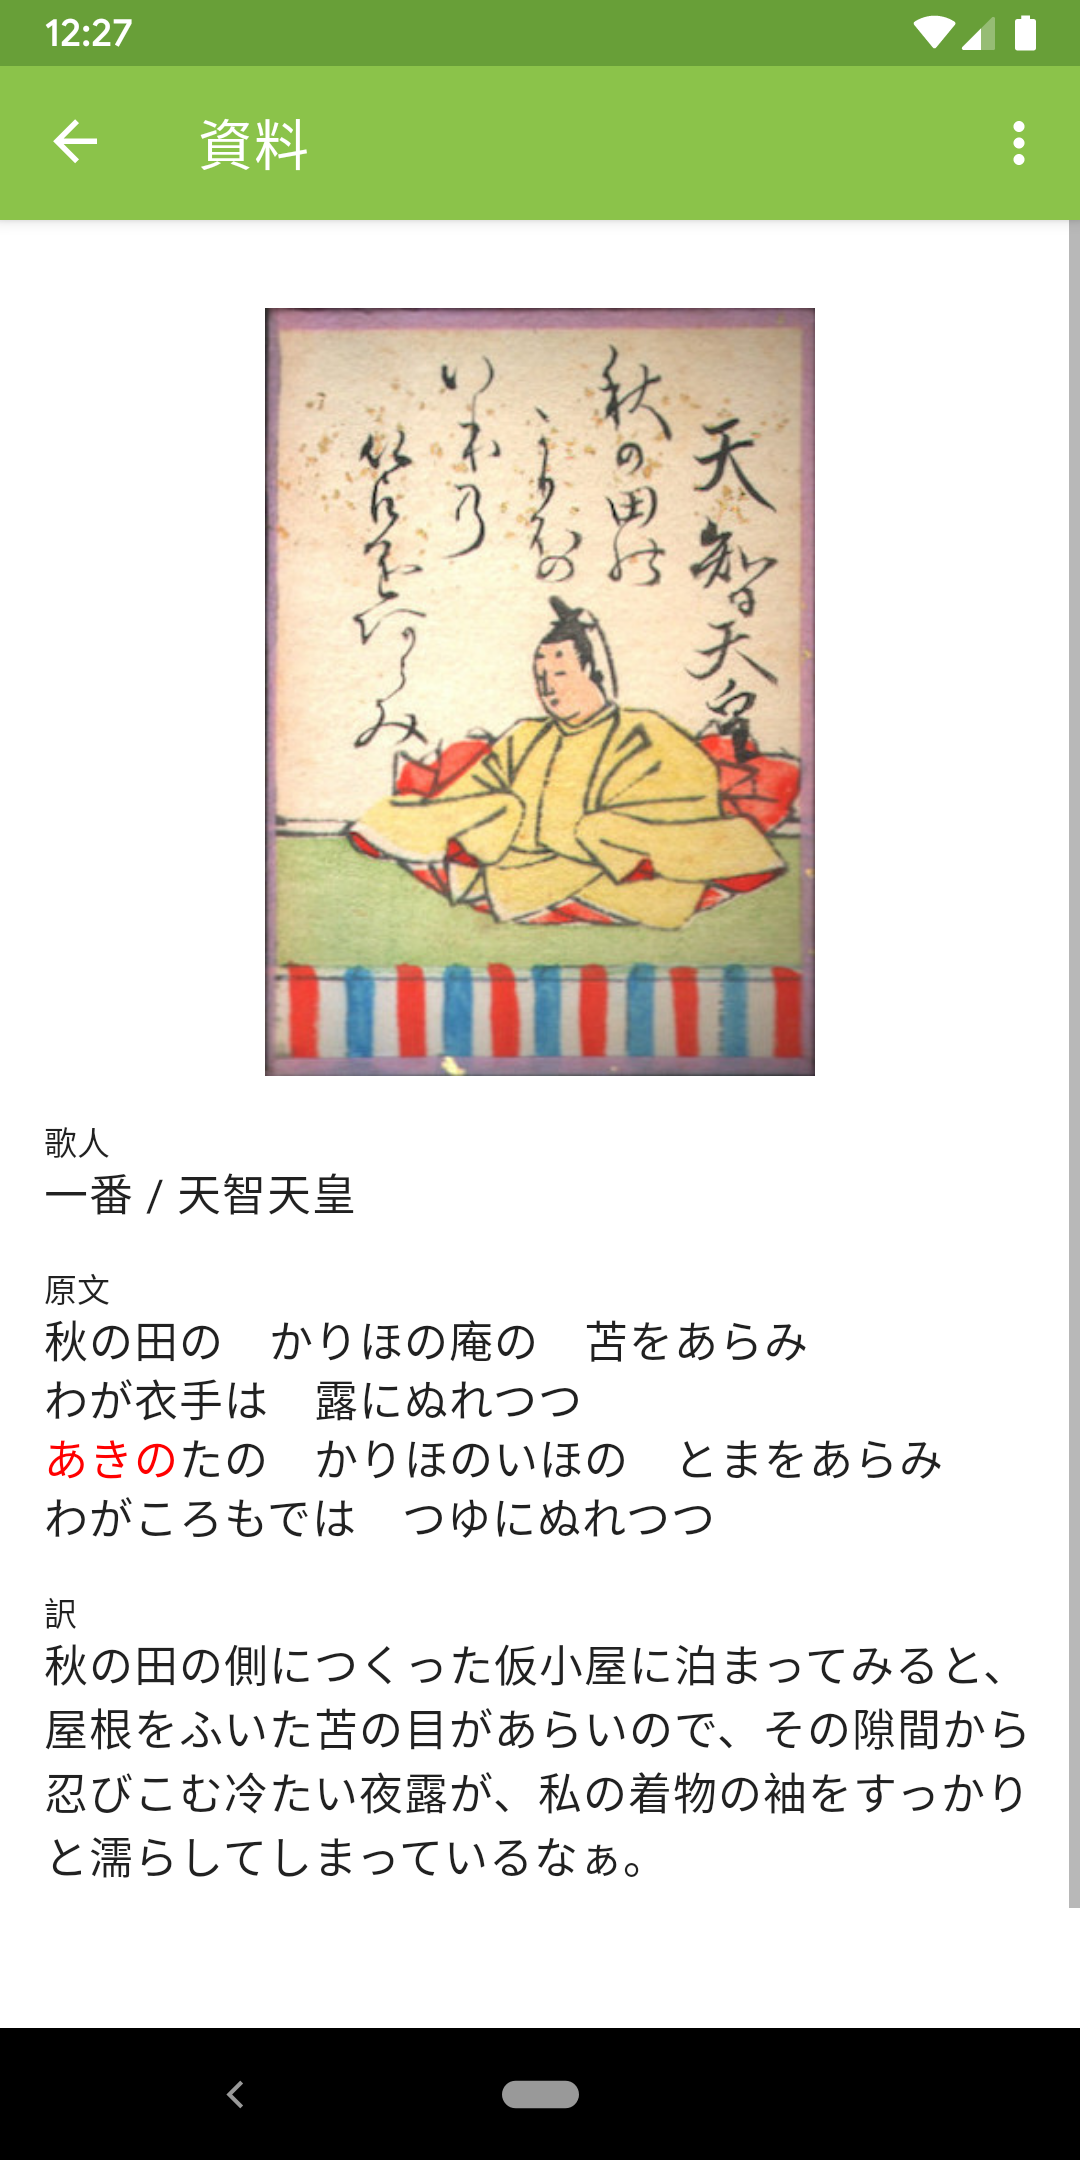 12:27
資料
天智天皇
秋の田の
かりほの
いほの
歌人
一番 / 天智天皇
原文
秋の田の　かりほの庵の　苫をあらみ
わが衣手は　露にぬれつつ
あきのたの　かりほのいほの　とまをあらみ
わがころもでは　つゆにぬれつつ
訳
秋の田の側につくった仮小屋に泊まってみると、
屋根をふいた苫の目があらいので、その隙間から
忍びこむ冷たい夜露が、私の着物の袖をすっかり
と濡らしてしまっているなぁ。